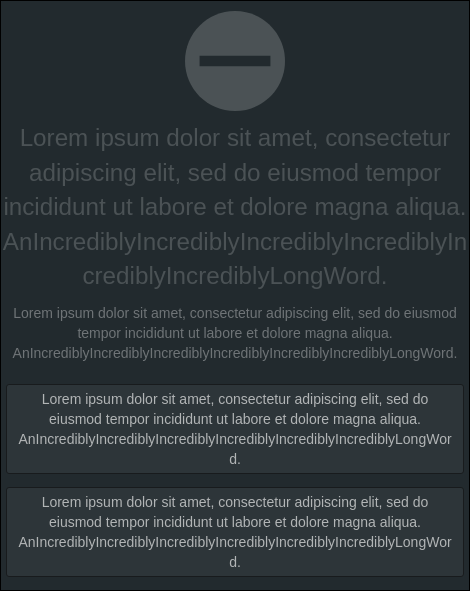 Lorem ipsum dolor sit amet, consectetur
adipiscing elit, sed do eiusmod tempor
incididunt ut labore et dolore magna aliqua.
AnIncrediblyIncrediblyIncrediblyIncrediblyIn
crediblyIncrediblyLongWord.
Lorem ipsum dolor sit amet, consectetur adipiscing elit, sed do eiusmod
tempor incididunt ut labore et dolore magna aliqua.
AnIncrediblyIncrediblyIncrediblyIncrediblyIncrediblyIncrediblyLongWord.
Lorem ipsum dolor sit amet, consectetur adipiscing elit, sed do
eiusmod tempor incididunt ut labore et dolore magna aliqua.
AnIncrediblyIncrediblyIncrediblyIncrediblyIncrediblyIncrediblyLongWor
d.
Lorem ipsum dolor sit amet, consectetur adipiscing elit, sed do
eiusmod tempor incididunt ut labore et dolore magna aliqua.
AnIncrediblyIncrediblyIncrediblyIncrediblyIncrediblyIncrediblyLongWor
d.